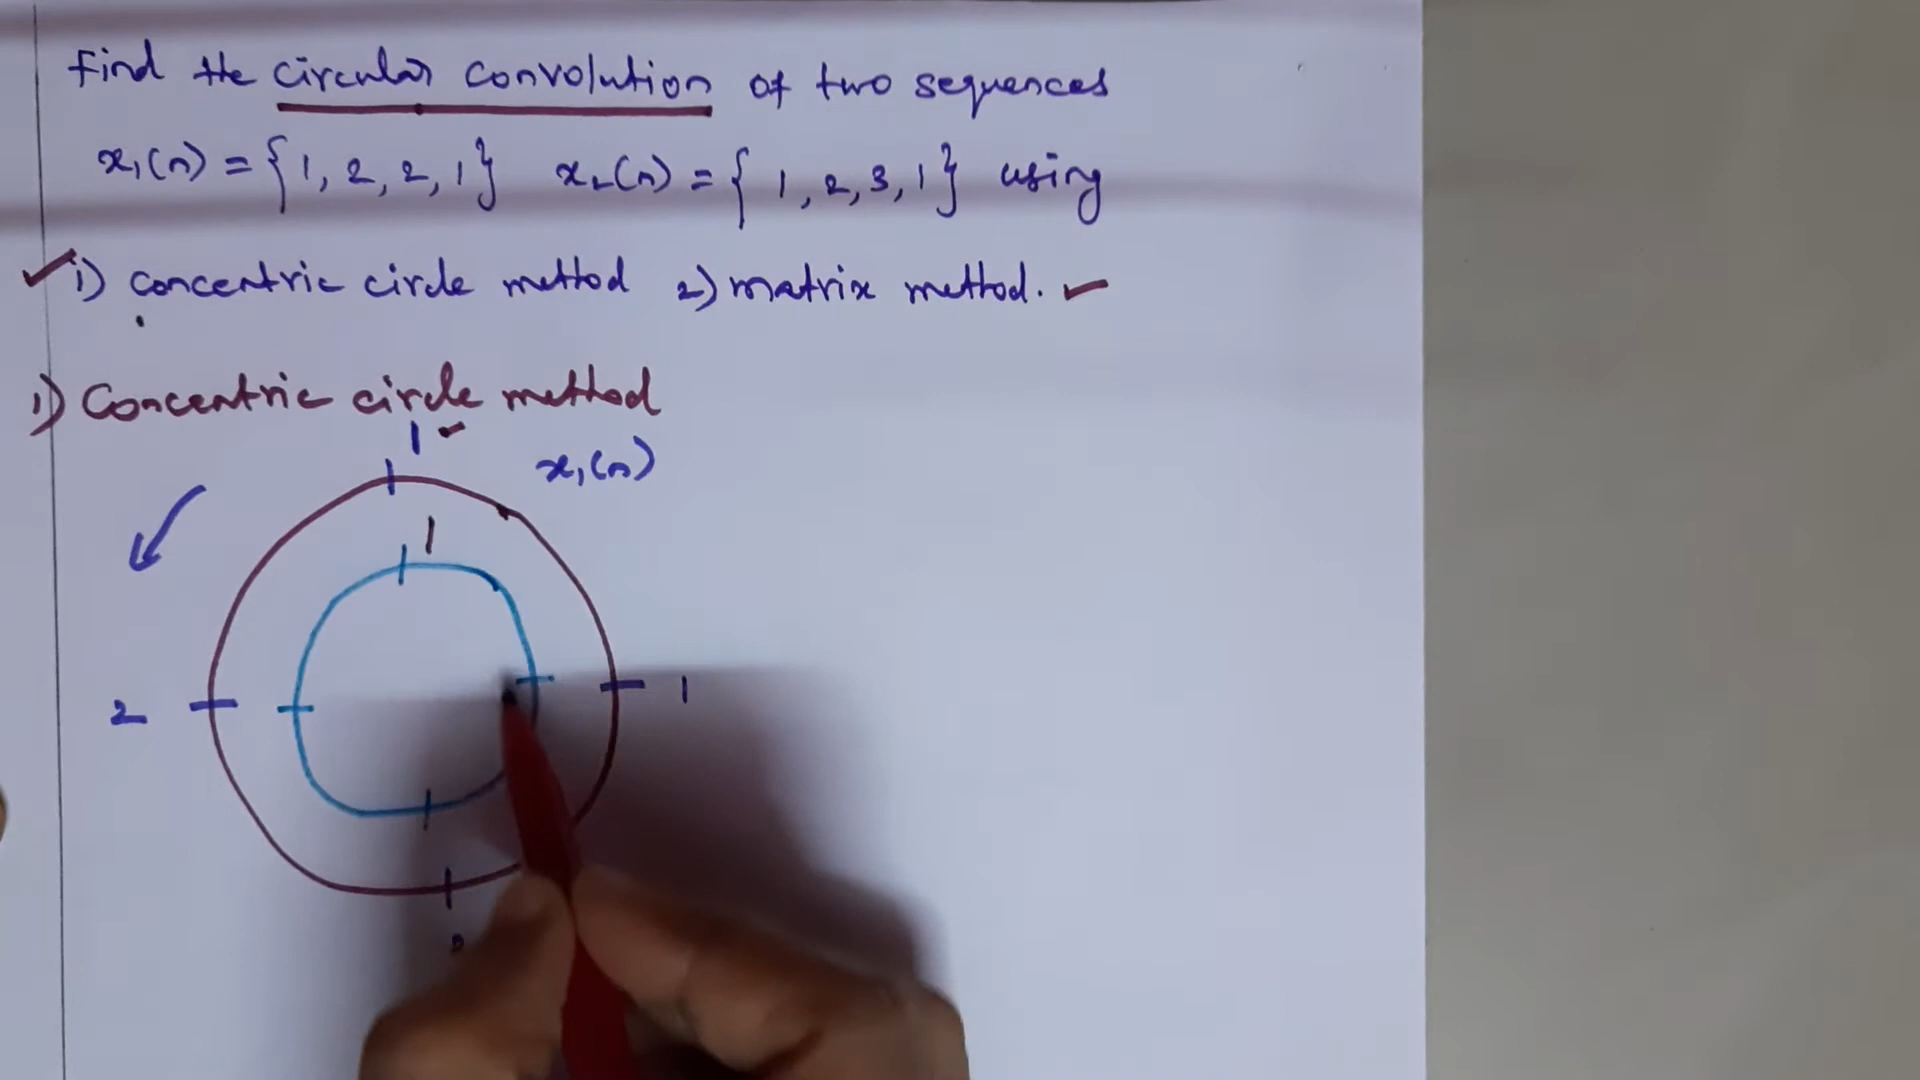 Find the circular convolution of two sequences
x₁(n) = {1, 2, 2, 1} x₂(n) = {1, 2, 3, 1} using
1) concentric circle method 2) matrix method.
1) Concentric circle method
1
x₁(n)
1
2
1